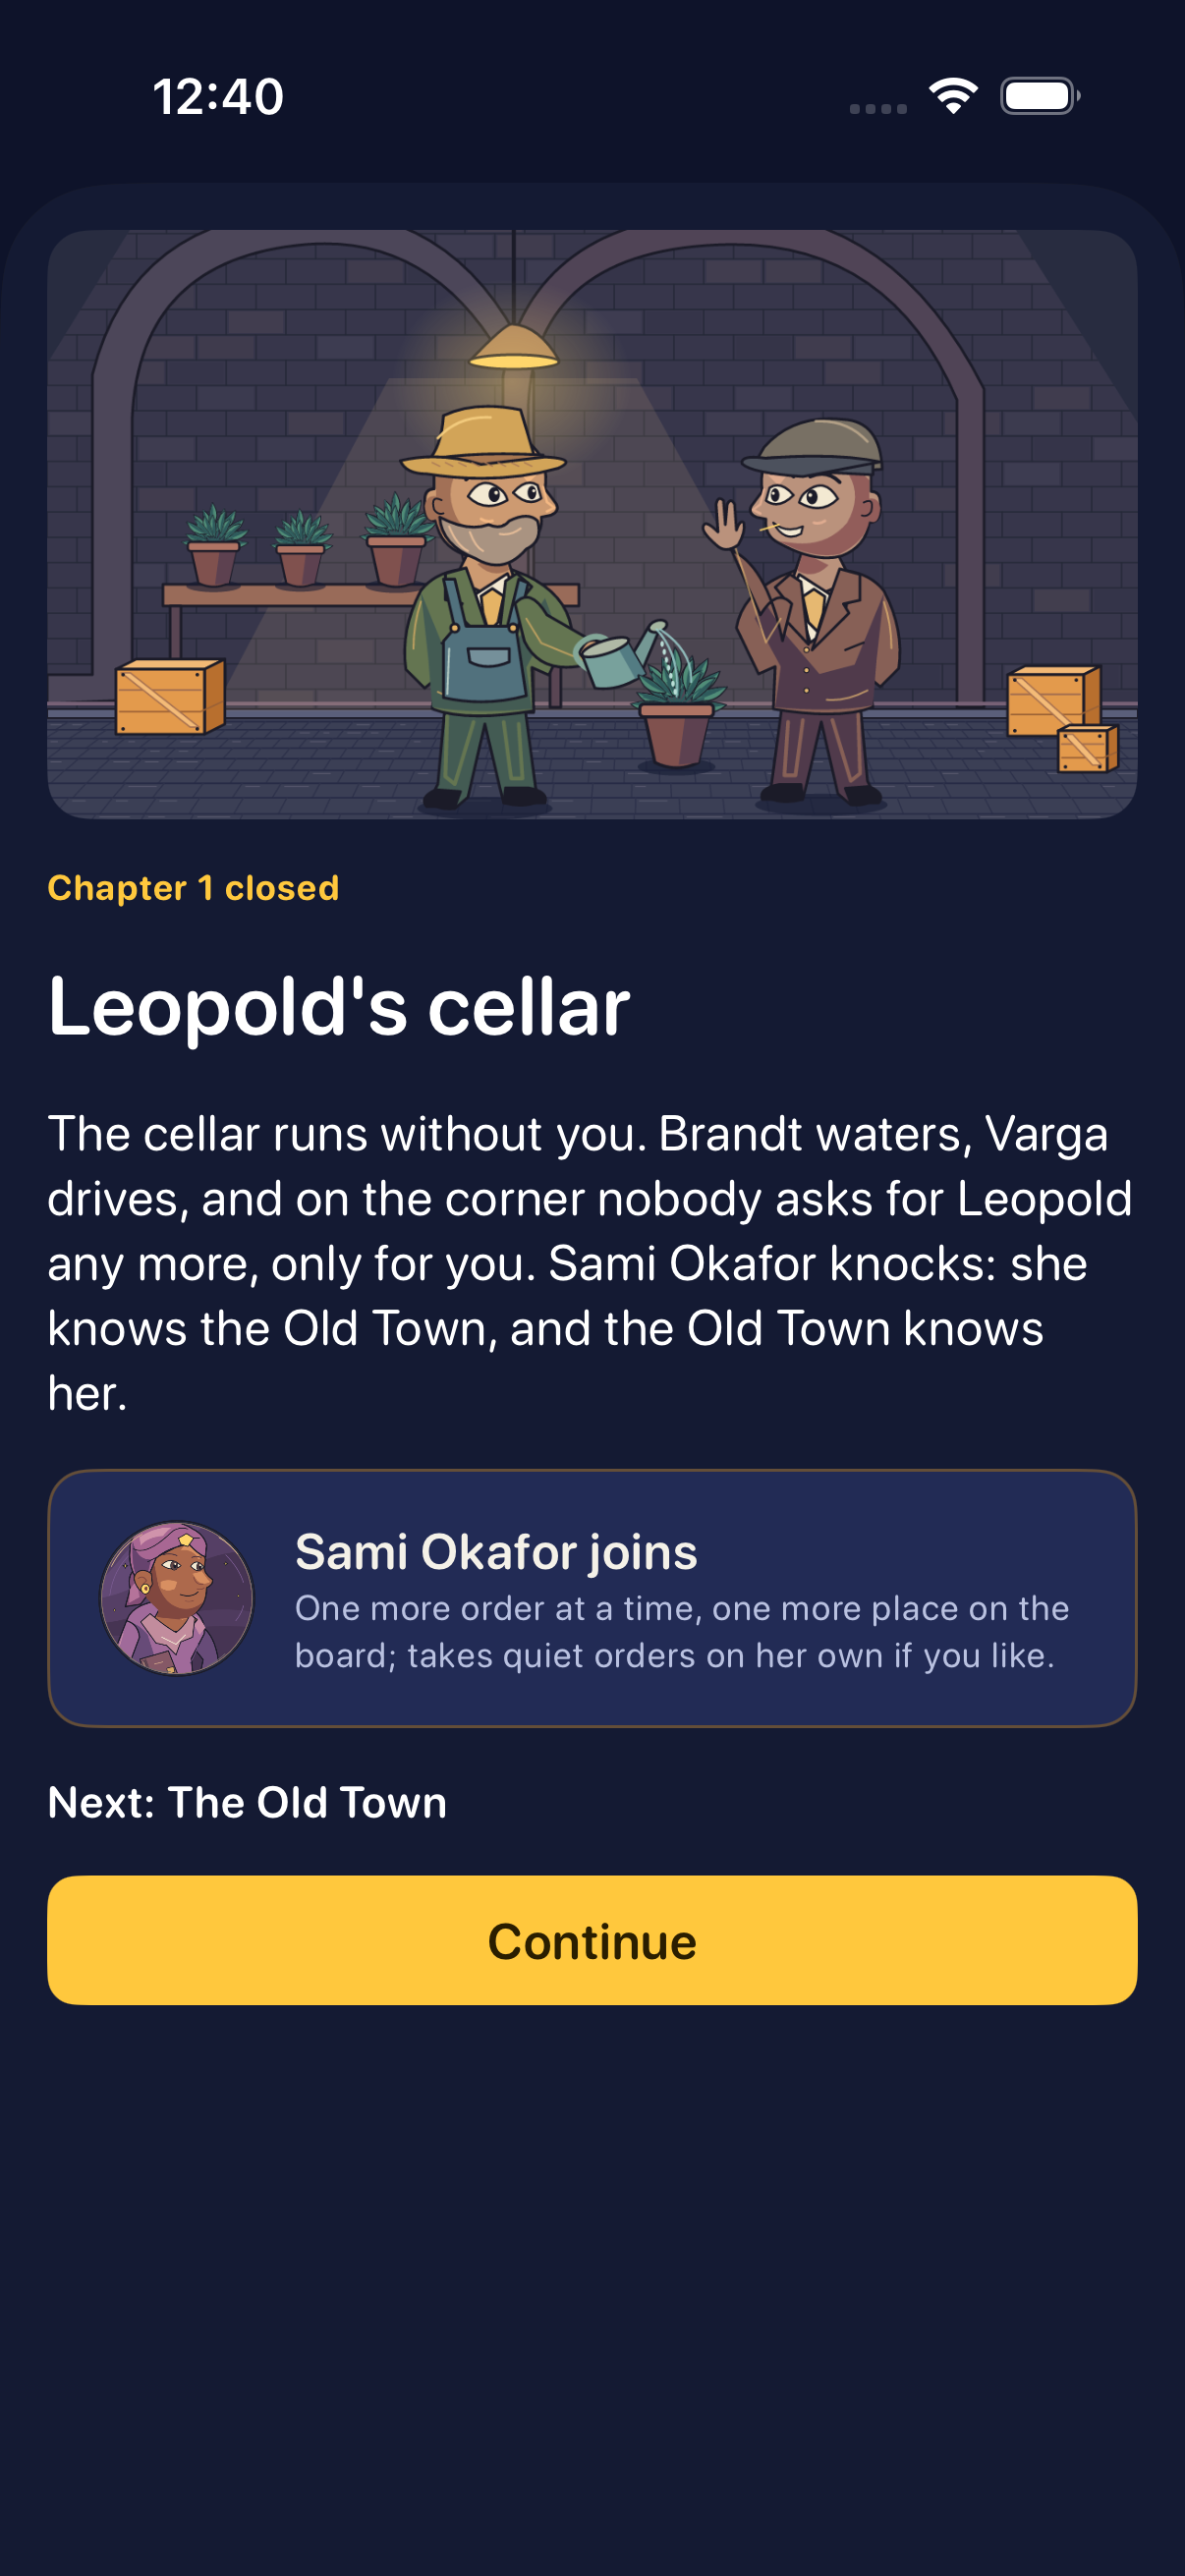 12:40
Chapter 1 closed
Leopold's cellar
The cellar runs without you. Brandt waters, Varga
drives, and on the corner nobody asks for Leopold
any more, only for you. Sami Okafor knocks: she
knows the Old Town, and the Old Town knows
her.
Sami Okafor joins
One more order at a time, one more place on the
board; takes quiet orders on her own if you like.
Next: The Old Town
Continue